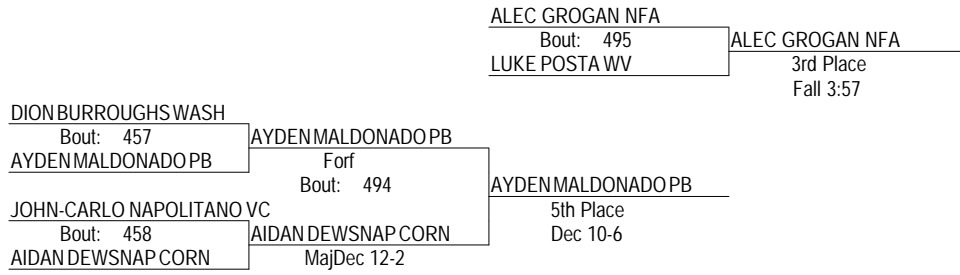 ALEC GROGAN NFA
Bout: 495
ALEC GROGAN NFA
LUKE POSTA WV
3rd Place
Fall 3:57
DION BURROUGHS WASH
Bout: 457
AYDEN MALDONADO PB
AYDEN MALDONADO PB
Forf
Bout: 494
AYDEN MALDONADO PB
JOHN-CARLO NAPOLITANO VC
5th Place
Bout: 458
AIDAN DEWSNAP CORN
Dec 10-6
AIDAN DEWSNAP CORN
MajDec 12-2